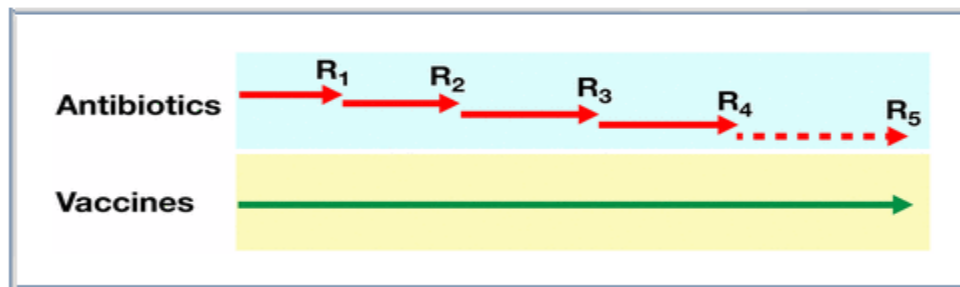 R₁ R₂ R₃ R₄ R₅
Antibiotics
Vaccines